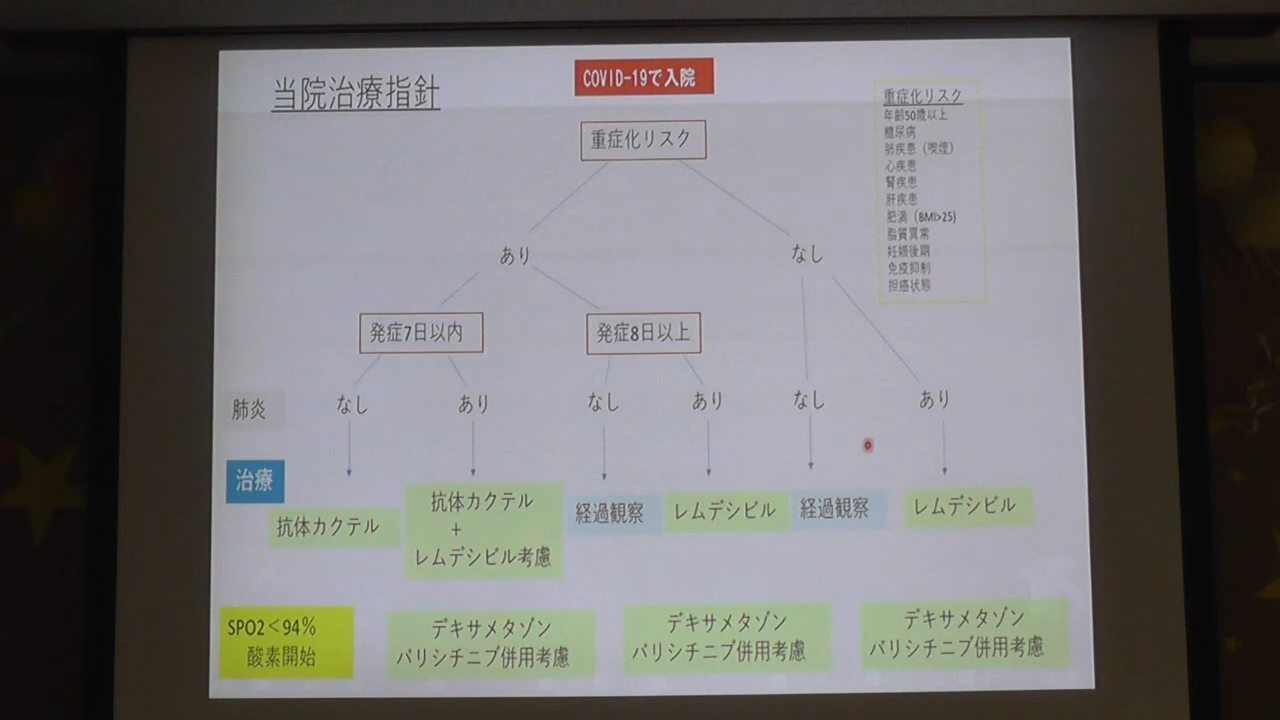 当院治療指針
COVID-19で入院
重症化リスク
重症化リスク
年齢50歳以上
糖尿病
肺疾患（喫煙）
心疾患
腎疾患
肝疾患
肥満（BMI>25)
脂質異常
妊娠後期
免疫抑制
担癌状態
あり
なし
発症7日以内
発症8日以上
肺炎
なし
あり
なし
あり
なし
あり
治療
抗体カクテル
抗体カクテル
+
レムデシビル考慮
経過観察
レムデシビル
経過観察
レムデシビル
SPO2＜94%
酸素開始
デキサメタゾン
バリシチニブ併用考慮
デキサメタゾン
バリシチニブ併用考慮
デキサメタゾン
バリシチニブ併用考慮